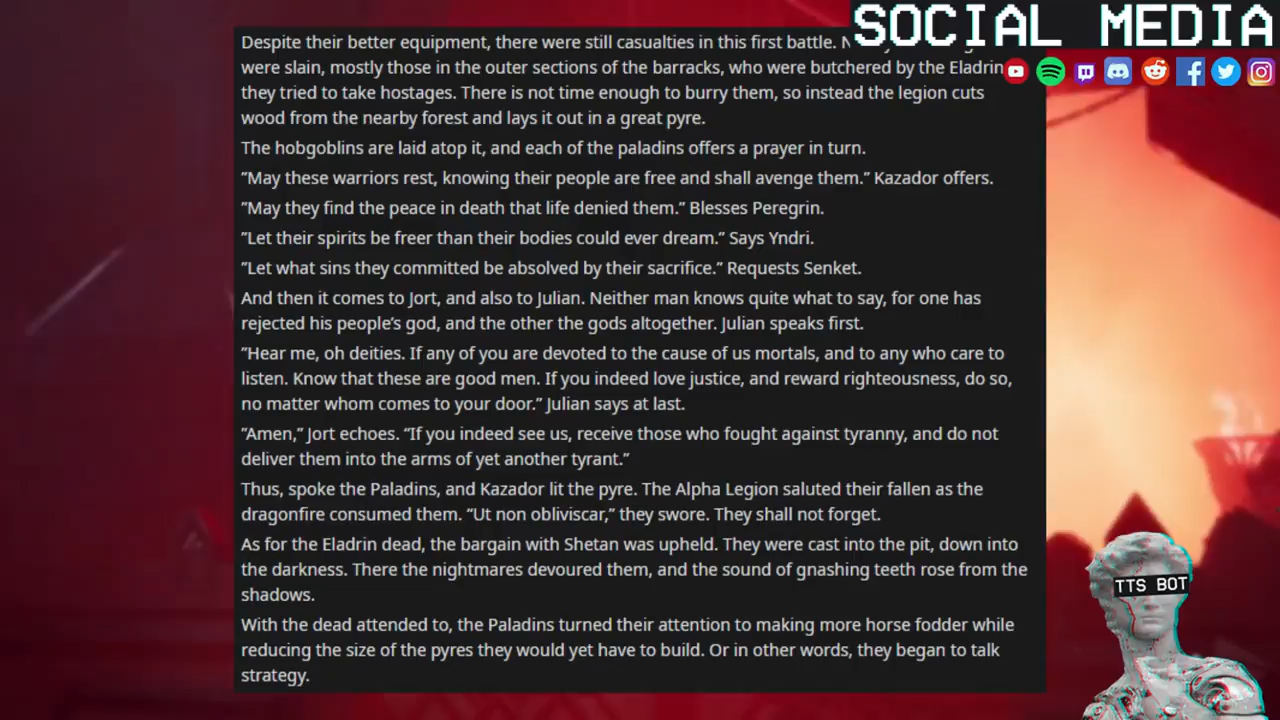 SOCIAL MEDIA
Despite their better equipment, there were still casualties in this first battle.
were slain, mostly those in the outer sections of the barracks, who were butchered by the Eladrin
they tried to take hostages. There is not time enough to burry them, so instead the legion cuts
wood from the nearby forest and lays it out in a great pyre.
The hobgoblins are laid atop it, and each of the paladins offers a prayer in turn.
"May these warriors rest, knowing their people are free and shall avenge them.” Kazador offers.
"May they find the peace in death that life denied them.” Blesses Peregrin.
"Let their spirits be freer than their bodies could ever dream.” Says Yndri.
"Let what sins they committed be absolved by their sacrifice.” Requests Senket.
And then it comes to Jort, and also to Julian. Neither man knows quite what to say, for one has
rejected his people’s god, and the other the gods altogether. Julian speaks first.
“Hear me, oh deities. If any of you are devoted to the cause of us mortals, and to any who care to
listen. Know that these are good men. If you indeed love justice, and reward righteousness, do so,
no matter whom comes to your door.” Julian says at last.
“Amen,” Jort echoes. “If you indeed see us, receive those who fought against tyranny, and do not
deliver them into the arms of yet another tyrant.”
Thus, spoke the Paladins, and Kazador lit the pyre. The Alpha Legion saluted their fallen as the
dragonfire consumed them. “Ut non obliviscar,” they swore. They shall not forget.
As for the Eladrin dead, the bargain with Shetan was upheld. They were cast into the pit, down into
the darkness. There the nightmares devoured them, and the sound of gnashing teeth rose from the
shadows.
With the dead attended to, the Paladins turned their attention to making more horse fodder while
reducing the size of the pyres they would yet have to build. Or in other words, they began to talk
strategy.
TTS BOT